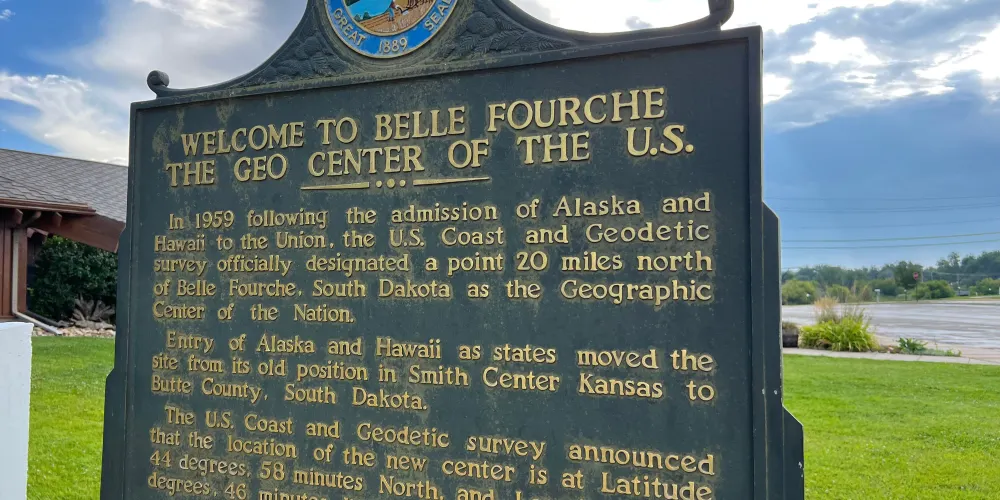 GREAT SEAL
1889
WELCOME TO BELLE FOURCHE
THE GEO CENTER OF THE U.S.
In 1959 following the admission of Alaska and
Hawaii to the Union, the U.S. Coast and Geodetic
survey officially designated a point 20 miles north
of Belle Fourche, South Dakota as the Geographic
Center of the Nation.
Entry of Alaska and Hawaii as states moved the
site from its old position in Smith Center Kansas to
Butte County, South Dakota.
The U.S. Coast and Geodetic survey announced
that the location of the new center is at Latitude
44 degrees, 58 minutes North, and
degrees, 46 minutes